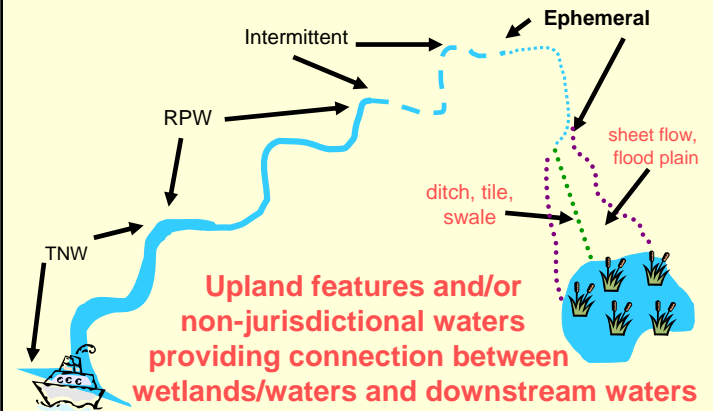 Ephemeral
Intermittent
RPW
sheet flow,
flood plain
ditch, tile,
swale
TNW
Upland features and/or
non-jurisdictional waters
providing connection between
wetlands/waters and downstream waters